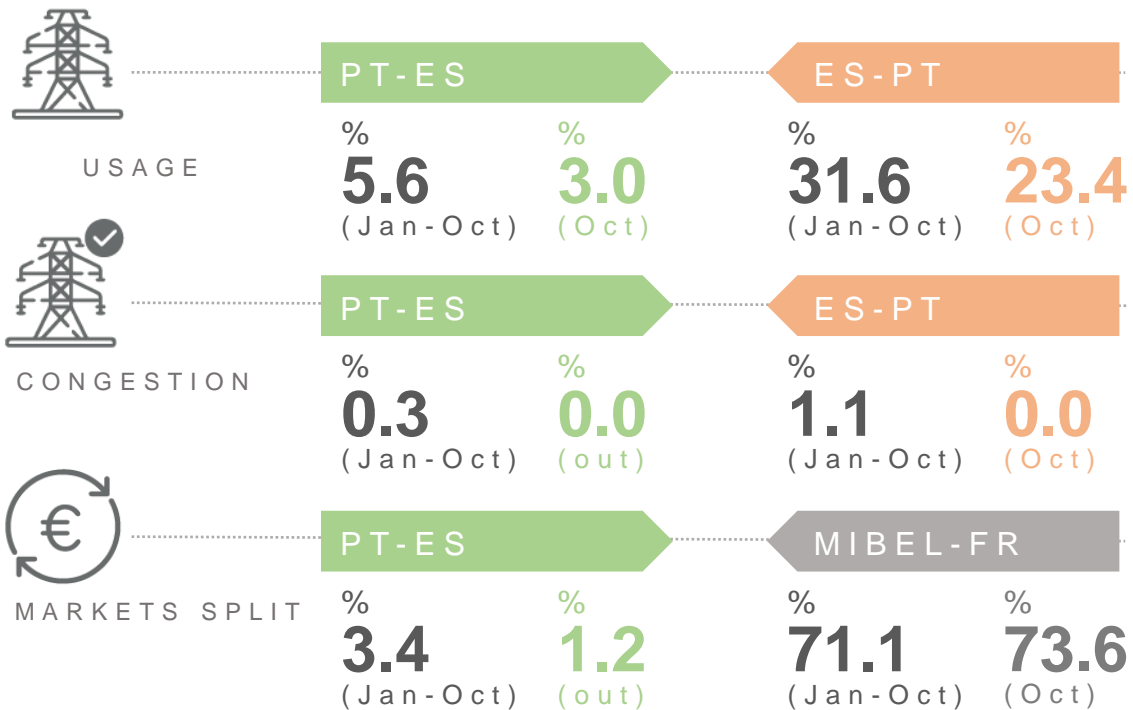 PT-ES
ES-PT
USAGE
% % % %
5.6 3.0 31.6 23.4
(Jan-Oct) (Oct) (Jan-Oct) (Oct)
PT-ES
ES-PT
CONGESTION
% % % %
0.3 0.0 1.1 0.0
(Jan-Oct) (out) (Jan-Oct) (Oct)
€
PT-ES
MIBEL-FR
MARKETS SPLIT
% % % %
3.4 1.2 71.1 73.6
(Jan-Oct) (out) (Jan-Oct) (Oct)